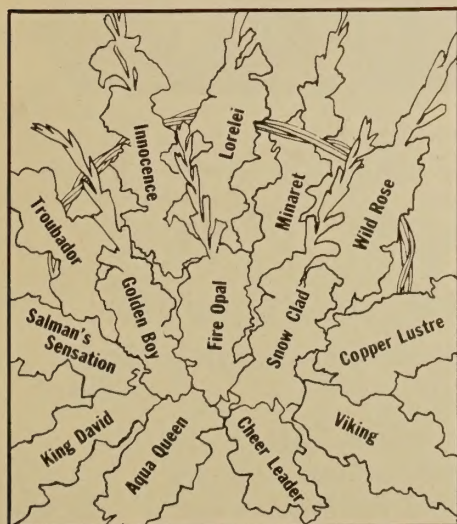 Innocence
Lorelei
Minaret
Wild Rose
Troubador
Golden Boy
Fire Opal
Snow Clad
Salman's
Sensation
Copper Lustre
King David
Aqua Queen
Cheer Leader
Viking